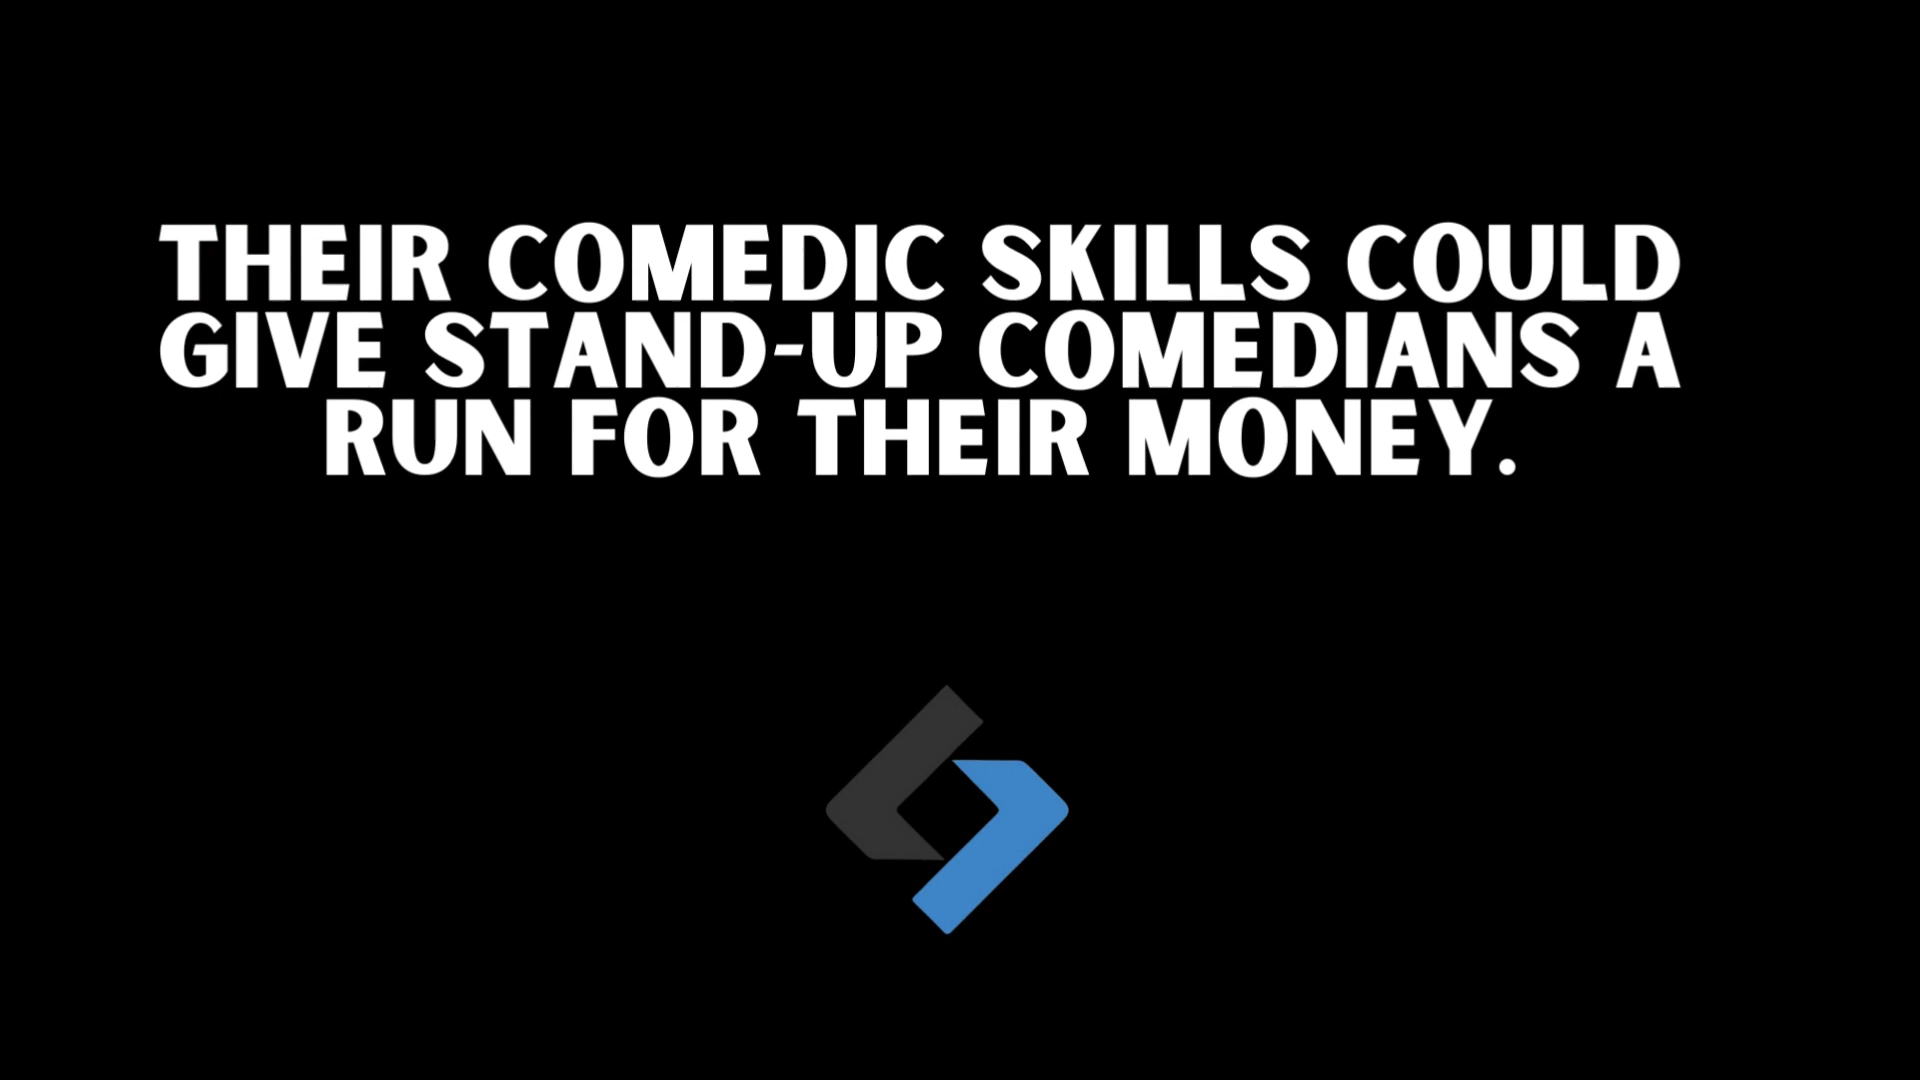 THEIR COMEDIC SKILLS COULD
GIVE STAND-UP COMEDIANS A
RUN FOR THEIR MONEY.